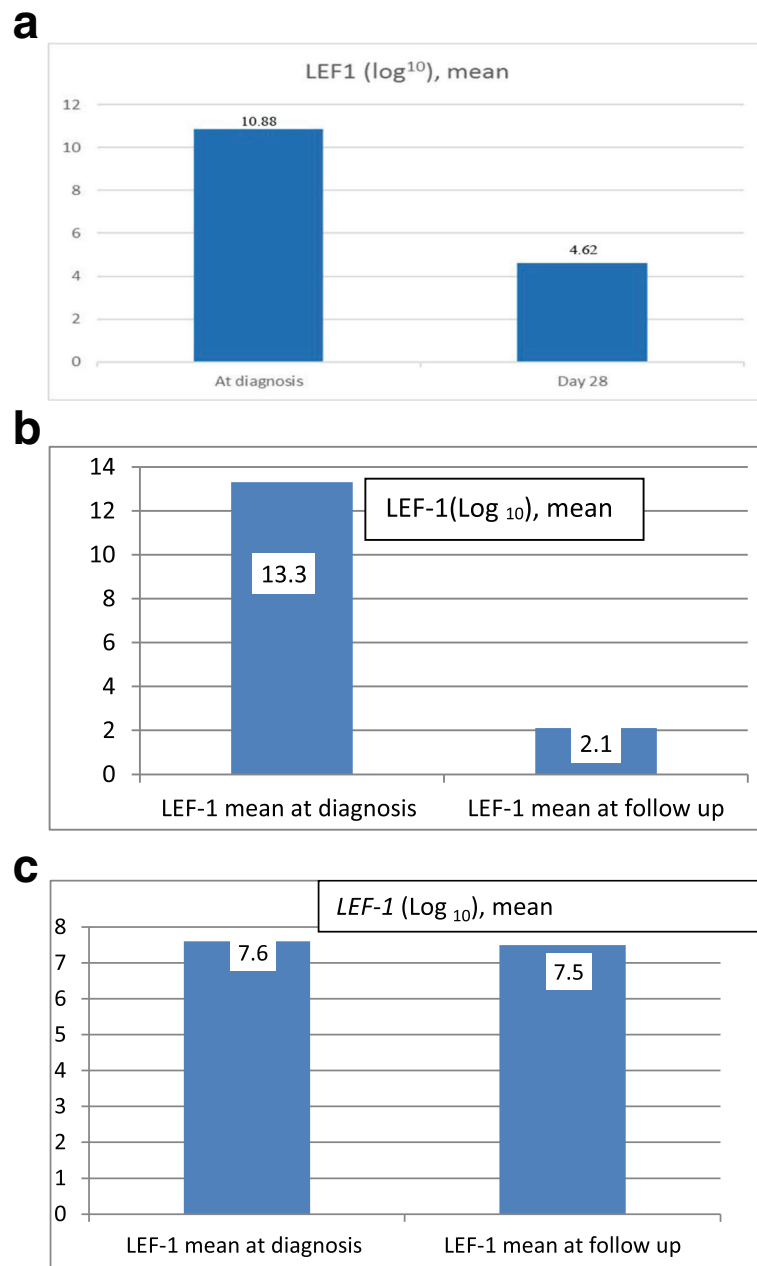 a
LEF1 (log¹⁰), mean
12
10
8
6
4
2
0
10.88
4.62
At diagnosis
Day 28
b
14
12
10
8
6
4
2
0
LEF-1(Log ₁₀), mean
13.3
2.1
LEF-1 mean at diagnosis
LEF-1 mean at follow up
c
LEF-1 (Log ₁₀), mean
8
7
6
5
4
3
2
1
0
7.6
7.5
LEF-1 mean at diagnosis
LEF-1 mean at follow up